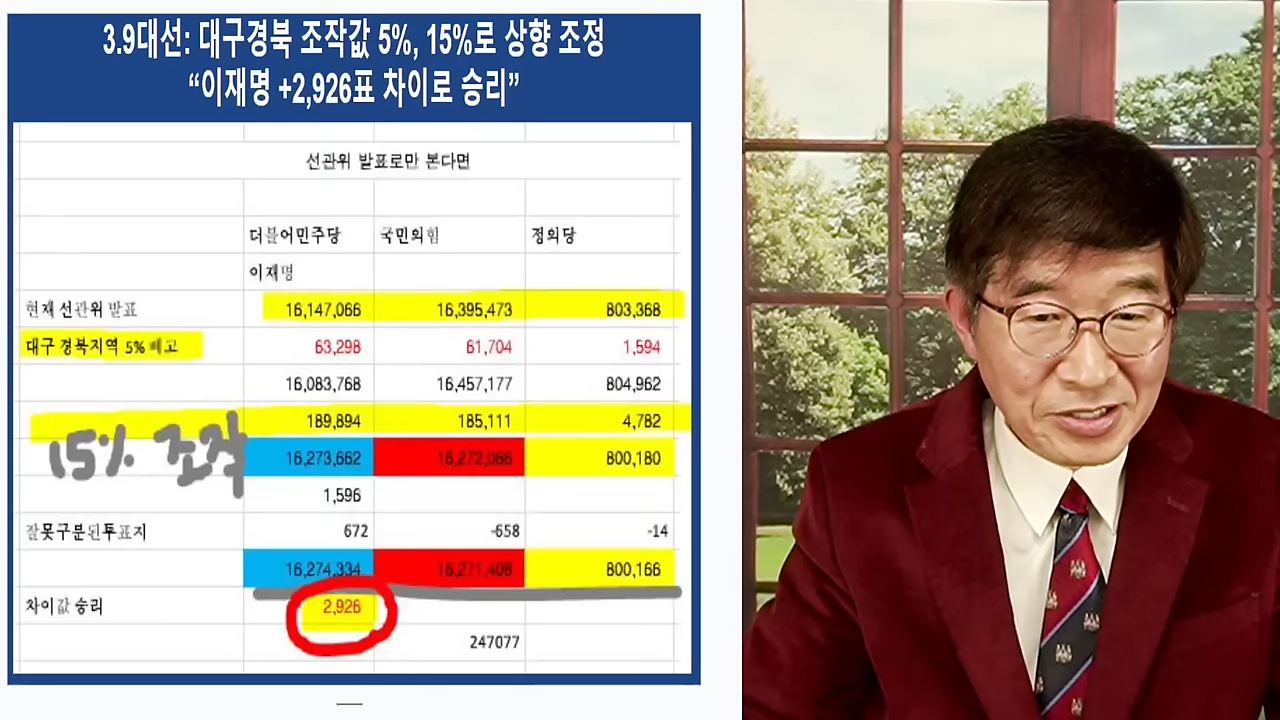 3.9대선: 대구경북 조작값 5%, 15%로 상향 조정
“이재명 +2,926표 차이로 승리”
선관위 발표로만 본다면
더불어민주당 국민의힘 정의당
이재명
현재 선관위 발표 16,147,066 16,395,473 803,368
대구 경북지역 5% 빼고 63,298 61,704 1,594
16,083,768 16,457,177 804,962
189,894 185,111 4,782
15% 조작 16,273,662 16,272,066 800,180
1,596
잘못구분된투표지 672 -658 -14
16,274,334 16,271,408 800,166
차이값 승리 2,926
247077